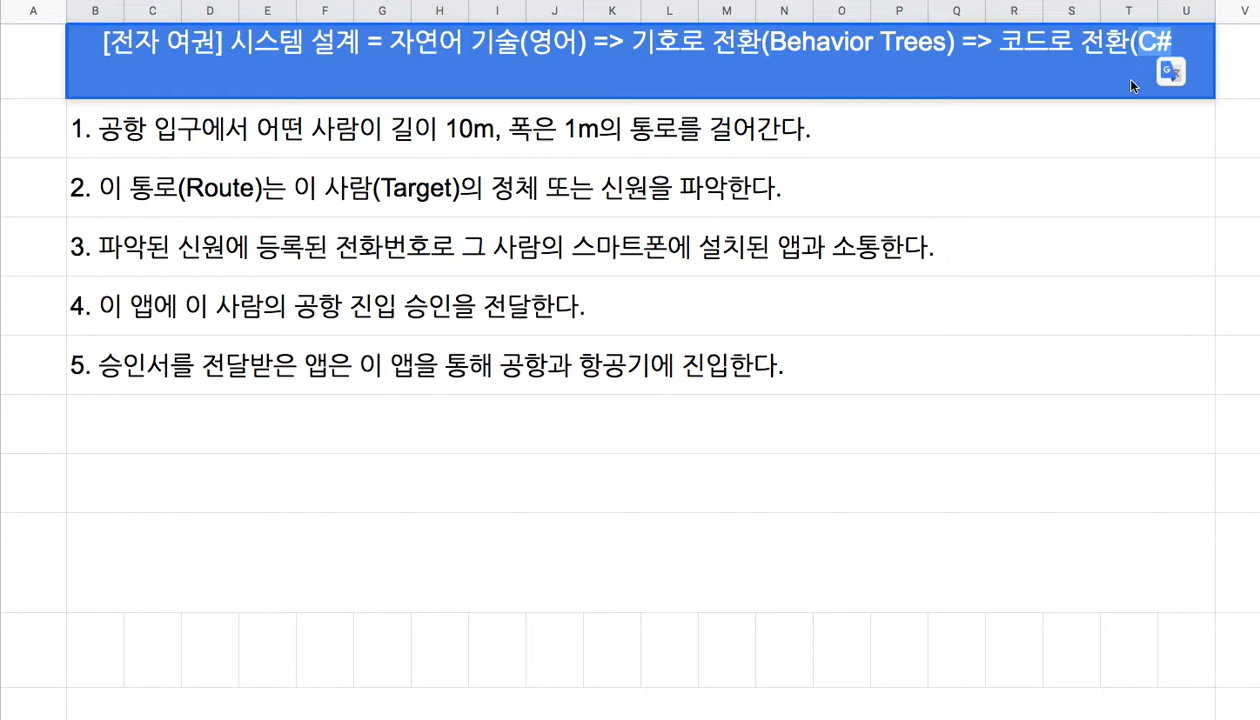 A B C D E F G H I J K L M N O P Q R S T U V
[전자 여권] 시스템 설계 = 자연어 기술(영어) => 기호로 전환(Behavior Trees) => 코드로 전환(C#
1. 공항 입구에서 어떤 사람이 길이 10m, 폭은 1m의 통로를 걸어간다.
2. 이 통로(Route)는 이 사람(Target)의 정체 또는 신원을 파악한다.
3. 파악된 신원에 등록된 전화번호로 그 사람의 스마트폰에 설치된 앱과 소통한다.
4. 이 앱에 이 사람의 공항 진입 승인을 전달한다.
5. 승인서를 전달받은 앱은 이 앱을 통해 공항과 항공기에 진입한다.